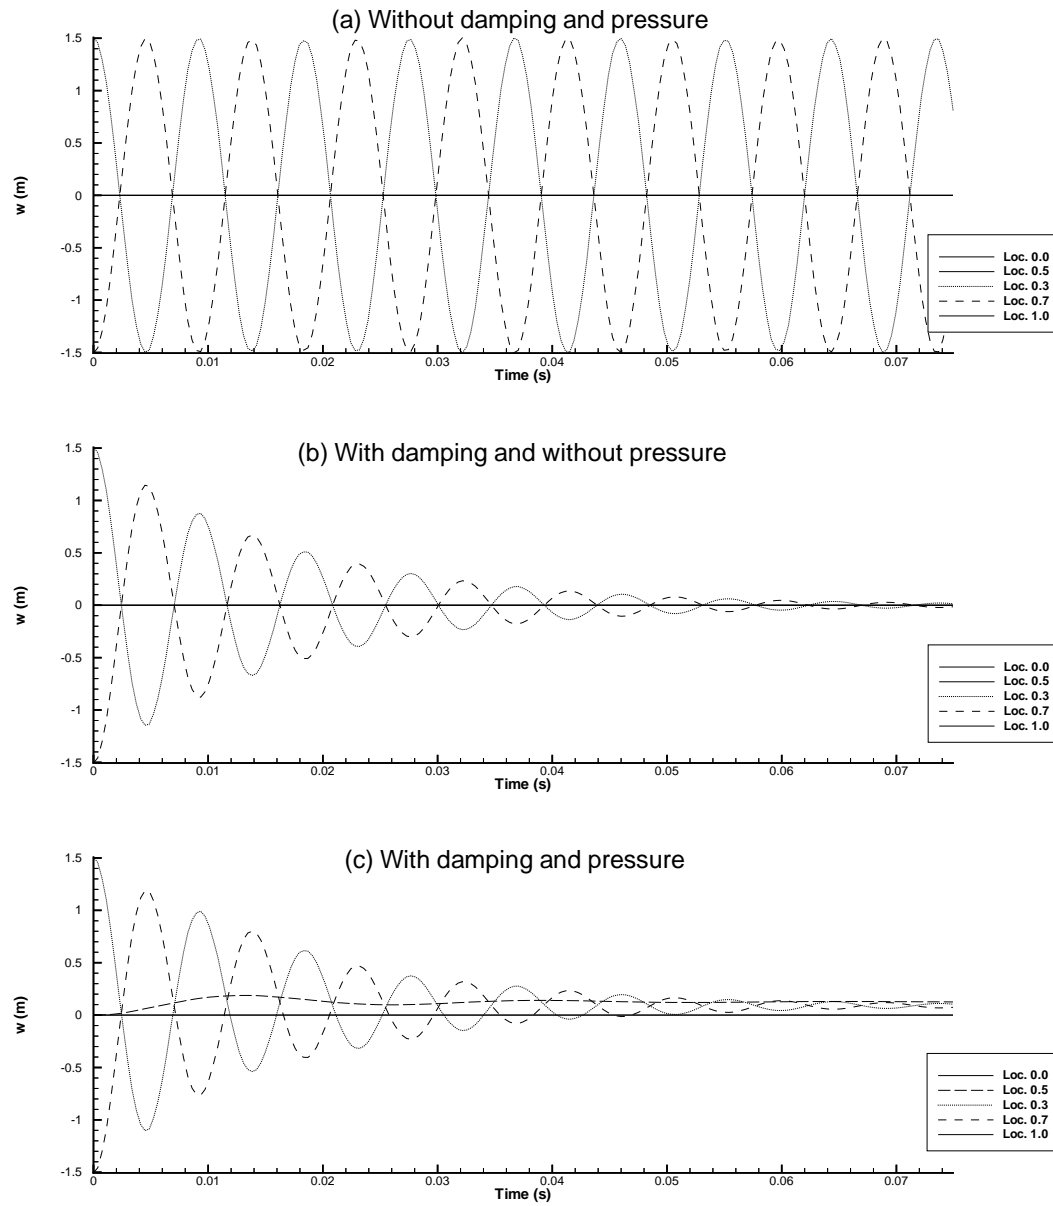 (a) Without damping and pressure
1.5
1
0.5
0
-0.5
-1
-1.5
w (m)
0 0.01 0.02 0.03 0.04 0.05 0.06 0.07
Time (s)
Loc. 0.0
Loc. 0.5
Loc. 0.3
Loc. 0.7
Loc. 1.0
(b) With damping and without pressure
1.5
1
0.5
0
-0.5
-1
-1.5
w (m)
0 0.01 0.02 0.03 0.04 0.05 0.06 0.07
Time (s)
Loc. 0.0
Loc. 0.5
Loc. 0.3
Loc. 0.7
Loc. 1.0
(c) With damping and pressure
1.5
1
0.5
0
-0.5
-1
-1.5
w (m)
0 0.01 0.02 0.03 0.04 0.05 0.06 0.07
Time (s)
Loc. 0.0
Loc. 0.5
Loc. 0.3
Loc. 0.7
Loc. 1.0